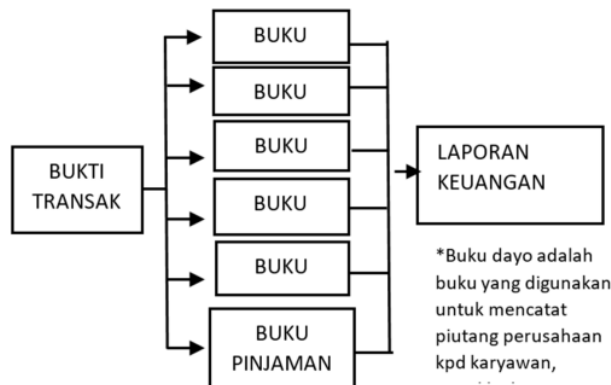 BUKTI
TRANSAK
BUKU
BUKU
BUKU
BUKU
BUKU
BUKU
PINJAMAN
LAPORAN
KEUANGAN
*Buku dayo adalah
buku yang digunakan
untuk mencatat
piutang perusahaan
kpd karyawan,